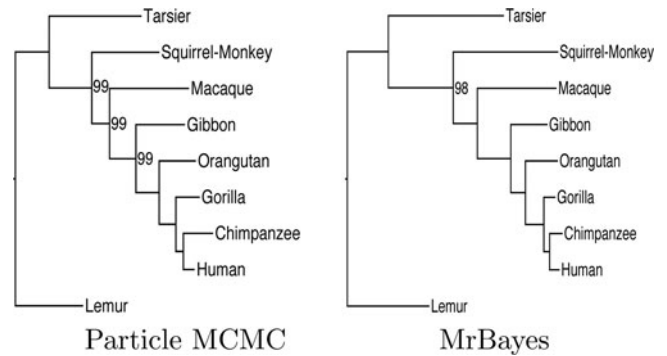 Tarsier Tarsier
Squirrel-Monkey Squirrel-Monkey
99 Macaque 98 Macaque
99 Gibbon Gibbon
99 Orangutan Orangutan
Gorilla Gorilla
Chimpanzee Chimpanzee
Human Human
Lemur Lemur
Particle MCMC MrBayes